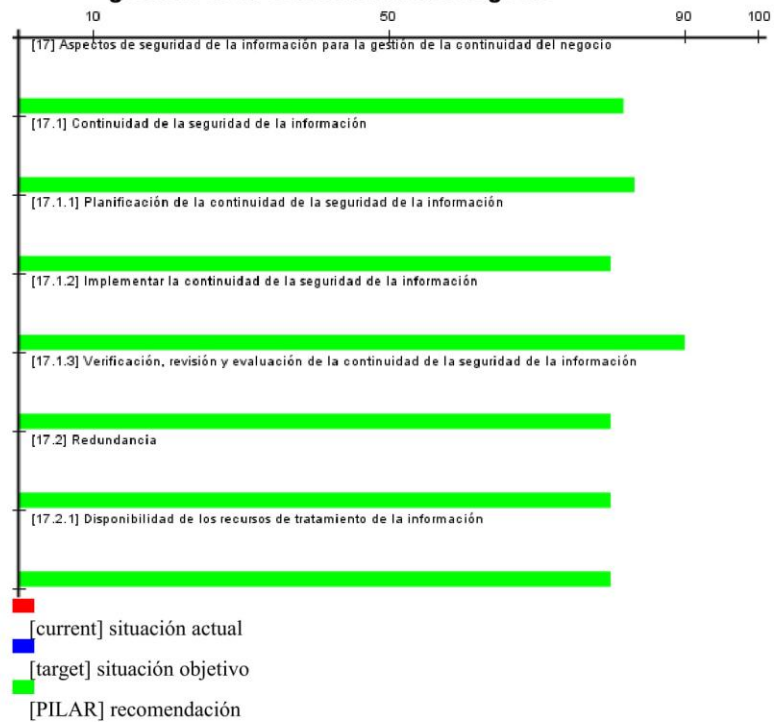 10 50 90 100
[17] Aspectos de seguridad de la información para la gestión de la continuidad del negocio
[17.1] Continuidad de la seguridad de la información
[17.1.1] Planificación de la continuidad de la seguridad de la información
[17.1.2] Implementar la continuidad de la seguridad de la información
[17.1.3] Verificación, revisión y evaluación de la continuidad de la seguridad de la información
[17.2] Redundancia
[17.2.1] Disponibilidad de los recursos de tratamiento de la información
[current] situación actual
[target] situación objetivo
[PILAR] recomendación